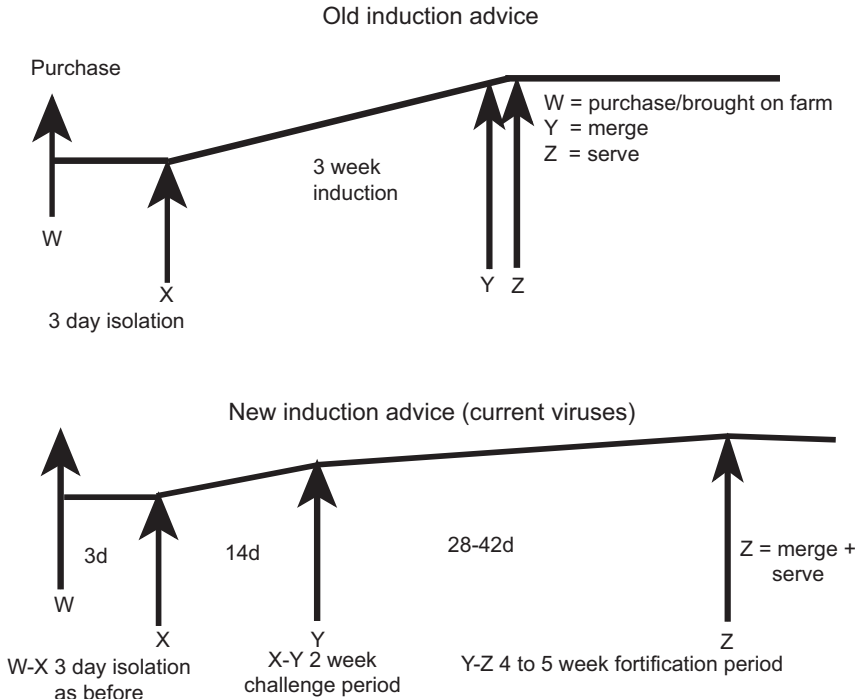 Old induction advice
Purchase
W = purchase/brought on farm
Y = merge
Z = serve
3 week
induction
W
X
Y Z
3 day isolation
New induction advice (current viruses)
3d
14d
28-42d
Z = merge +
serve
W
X
Y
Z
W-X 3 day isolation
as before
X-Y 2 week
challenge period
Y-Z 4 to 5 week fortification period